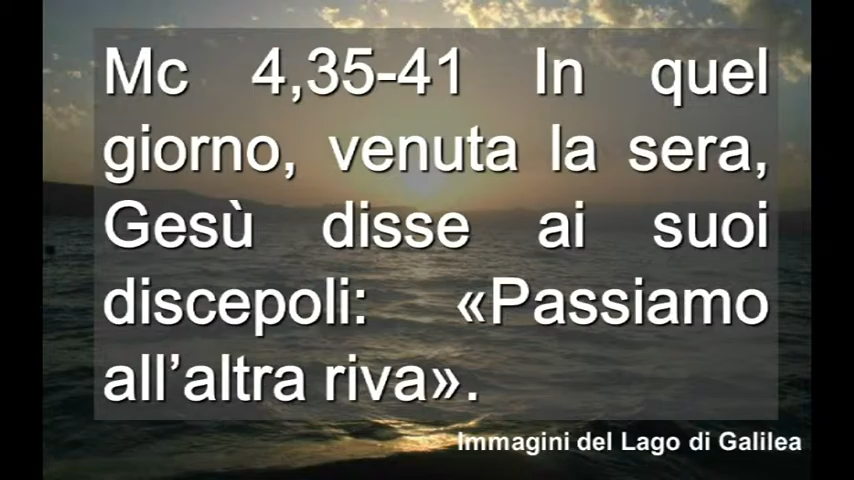 Mc 4,35-41 In quel
giorno, venuta la sera,
Gesù disse ai suoi
discepoli: «Passiamo
all’altra riva».
Immagini del Lago di Galilea